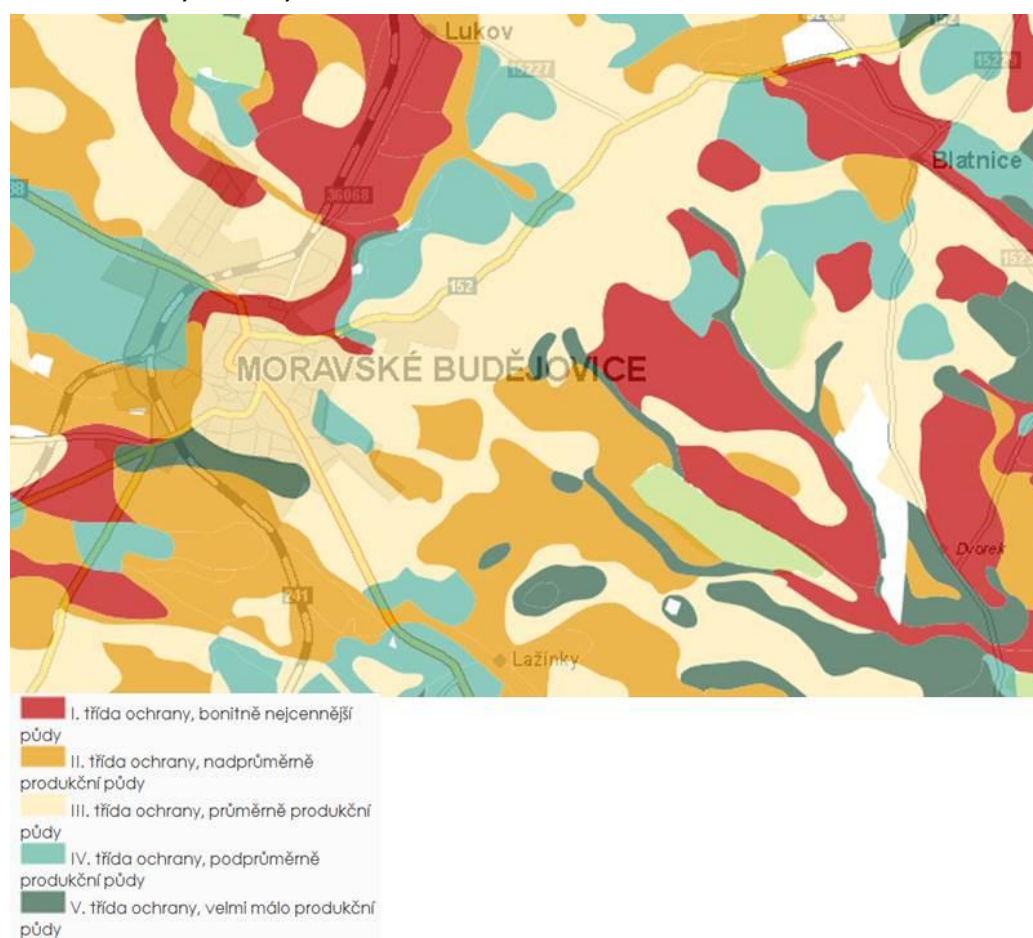 Lukov
15227
15229
Blatnice
36068
152
MORAVSKÉ BUDĚJOVICE
Dvorek
241
Lažínky
I. třída ochrany, bonitně nejcennější
půdy
II. třída ochrany, nadprůměrně
produkční půdy
III. třída ochrany, průměrně produkční
půdy
IV. třída ochrany, podprůměrně
produkční půdy
V. třída ochrany, velmi málo produkční
půdy